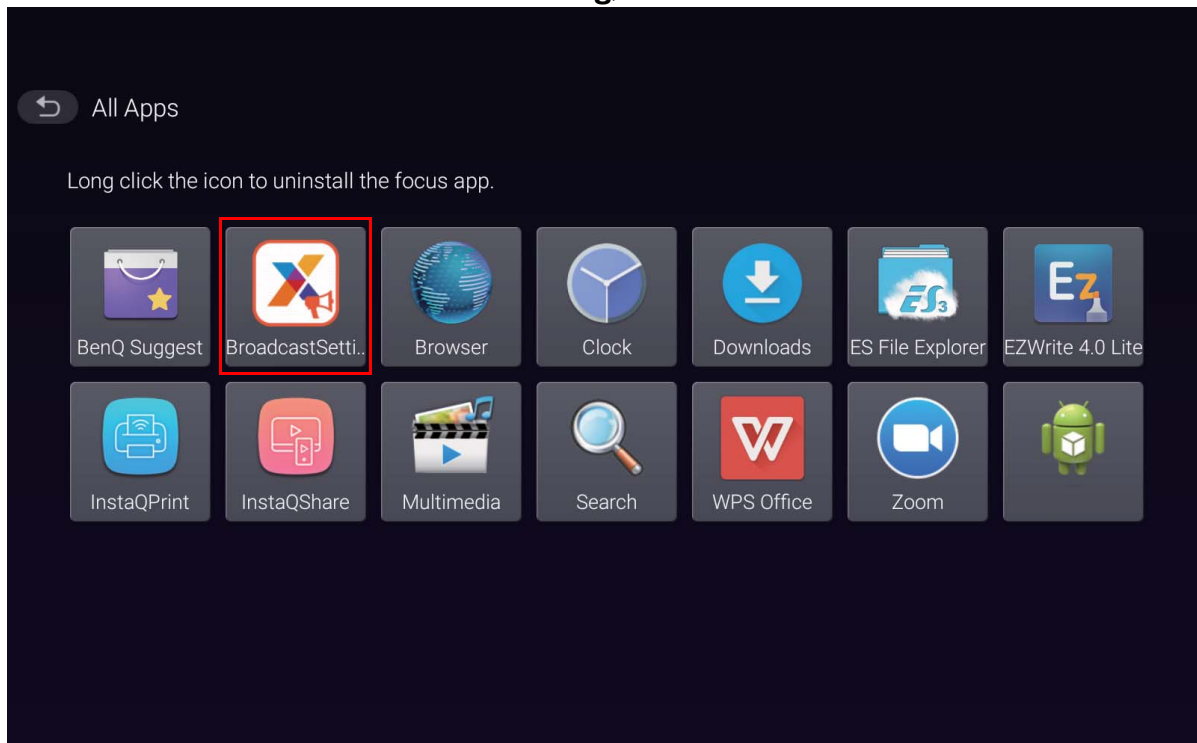 All Apps
Long click the icon to uninstall the focus app.
BenQ Suggest
BroadcastSetti..
Browser
Clock
Downloads
ES File Explorer
EZWrite 4.0 Lite
InstaQPrint
InstaQShare
Multimedia
Search
WPS Office
Zoom